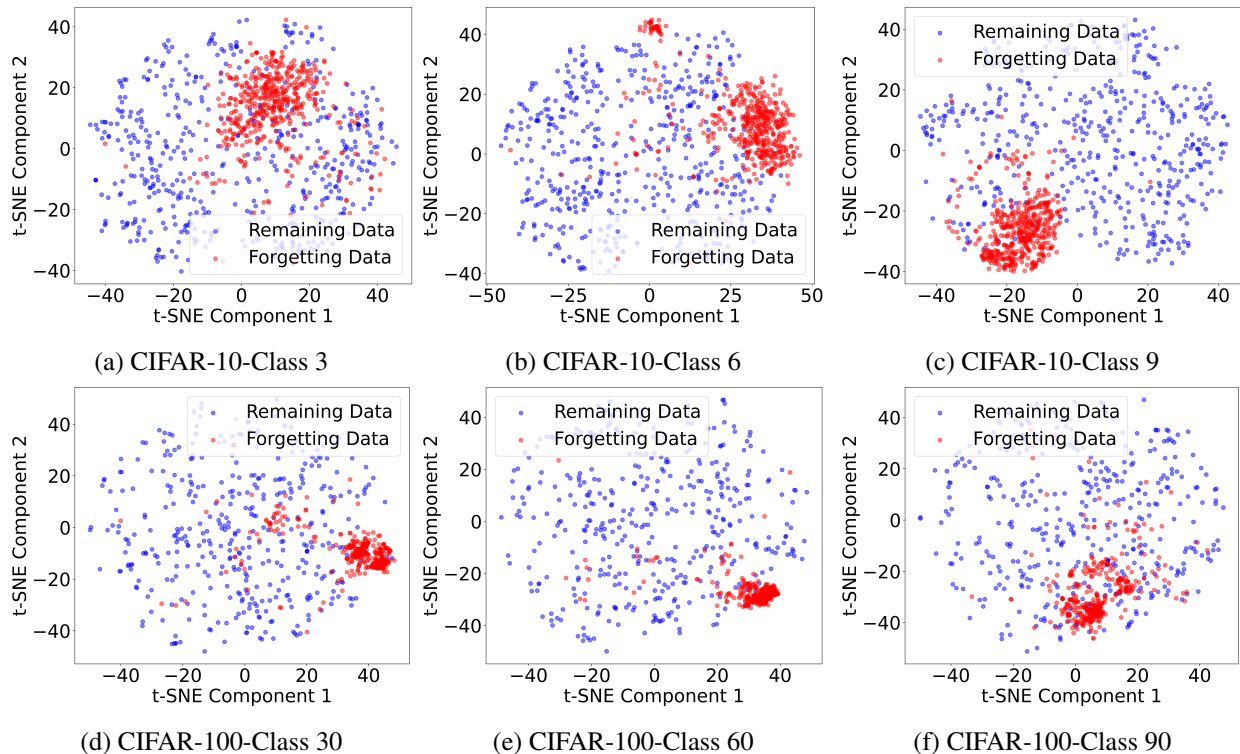 40
20
0
−20
−40
t-SNE Component 2
−40 −20 0 20 40
t-SNE Component 1
Remaining Data
Forgetting Data
(a) CIFAR-10-Class 3
40
20
0
−20
−40
t-SNE Component 2
−50 −25 0 25 50
t-SNE Component 1
Remaining Data
Forgetting Data
(b) CIFAR-10-Class 6
40
20
0
−20
−40
t-SNE Component 2
−40 −20 0 20 40
t-SNE Component 1
Remaining Data
Forgetting Data
(c) CIFAR-10-Class 9
40
20
0
−20
−40
t-SNE Component 2
−40 −20 0 20 40
t-SNE Component 1
Remaining Data
Forgetting Data
(d) CIFAR-100-Class 30
40
20
0
−20
−40
t-SNE Component 2
−40 −20 0 20 40
t-SNE Component 1
Remaining Data
Forgetting Data
(e) CIFAR-100-Class 60
40
20
0
−20
−40
t-SNE Component 2
−40 −20 0 20 40
t-SNE Component 1
Remaining Data
Forgetting Data
(f) CIFAR-100-Class 90